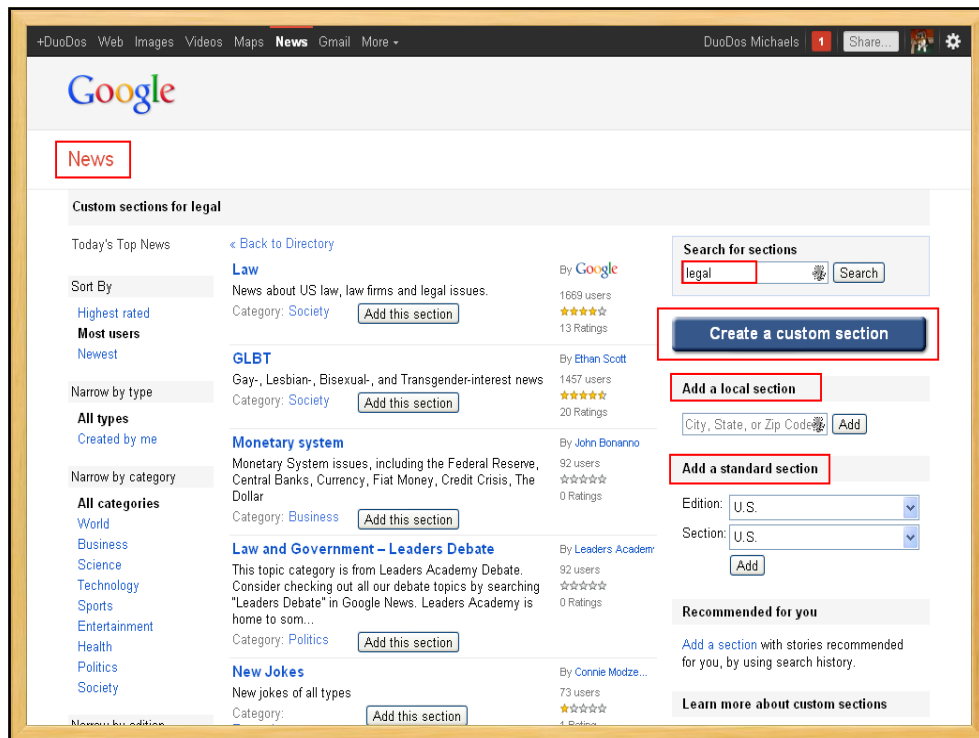 +DuoDos Web Images Videos Maps News Gmail More
DuoDos Michaels 1 Share...
Google
News
Custom sections for legal
Today's Top News
Sort By
Highest rated
Most users
Newest
Narrow by type
All types
Created by me
Narrow by category
All categories
World
Business
Science
Technology
Sports
Entertainment
Health
Politics
Society
Narrow by edition
« Back to Directory
Law
News about US law, law firms and legal issues.
Category: Society Add this section
By Google
1669 users
13 Ratings
GLBT
Gay-, Lesbian-, Bisexual-, and Transgender-interest news
Category: Society Add this section
By Ethan Scott
1457 users
20 Ratings
Monetary system
Monetary System issues, including the Federal Reserve,
Central Banks, Currency, Fiat Money, Credit Crisis, The
Dollar
Category: Business Add this section
By John Bonanno
92 users
0 Ratings
Law and Government – Leaders Debate
This topic category is from Leaders Academy Debate.
Consider checking out all our debate topics by searching
"Leaders Debate" in Google News. Leaders Academy is
home to som...
Category: Politics Add this section
By Leaders Academy
92 users
0 Ratings
New Jokes
New jokes of all types
Category: Add this section
By Connie Modze...
73 users
1 Rating
Search for sections
legal Search
Create a custom section
Add a local section
City, State, or Zip Code Add
Add a standard section
Edition: U.S.
Section: U.S.
Add
Recommended for you
Add a section with stories recommended
for you, by using search history.
Learn more about custom sections